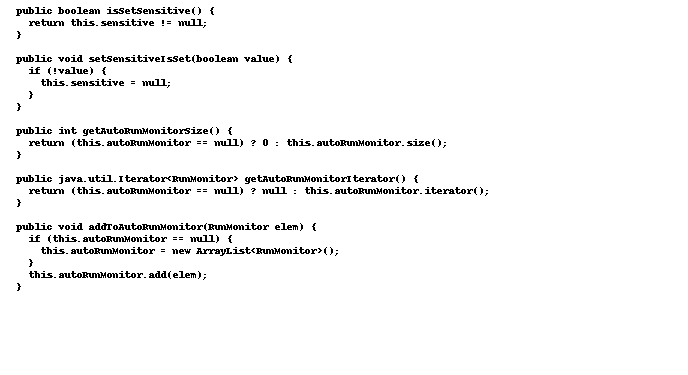 public boolean isSetSensitive() {
return this.sensitive != null;
}
public void setSensitiveIsSet(boolean value) {
if (!value) {
this.sensitive = null;
}
}
public int getAutoRunMonitorSize() {
return (this.autoRunMonitor == null) ? 0 : this.autoRunMonitor.size();
}
public java.util.Iterator<RunMonitor> getAutoRunMonitorIterator() {
return (this.autoRunMonitor == null) ? null : this.autoRunMonitor.iterator();
}
public void addToAutoRunMonitor(RunMonitor elem) {
if (this.autoRunMonitor == null) {
this.autoRunMonitor = new ArrayList<RunMonitor>();
}
this.autoRunMonitor.add(elem);
}